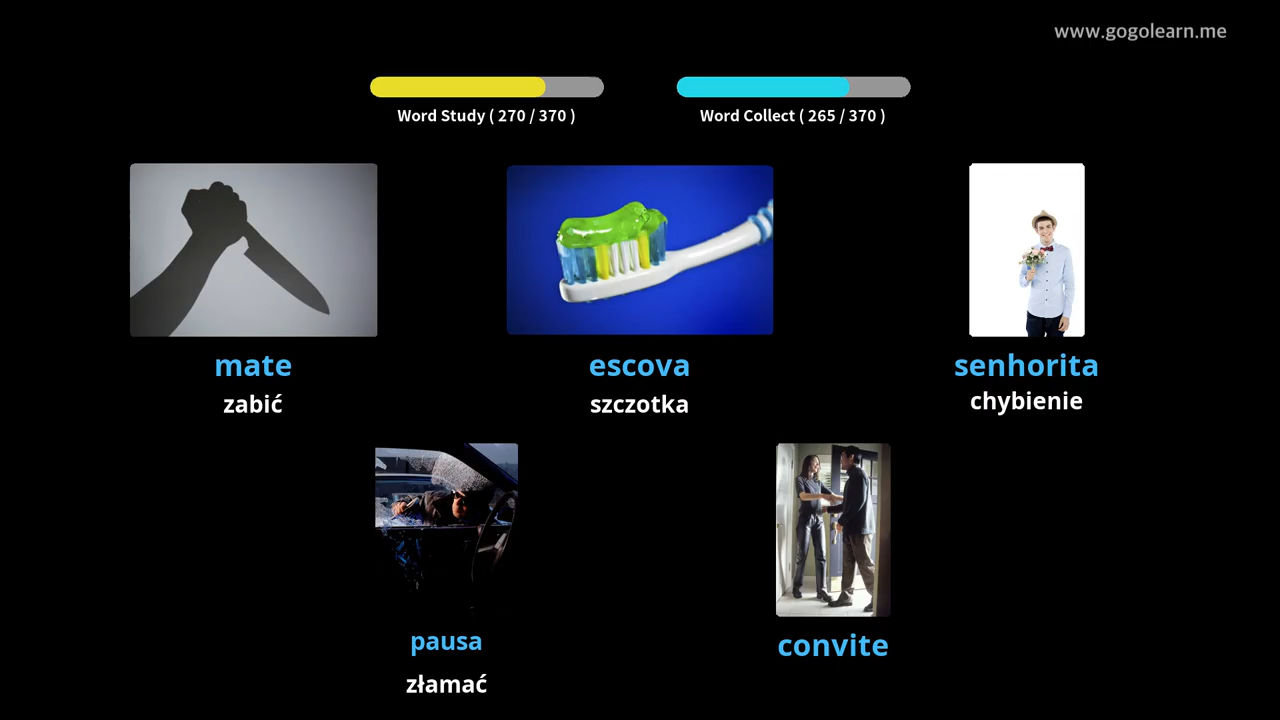 www.gogolearn.me
Word Study ( 270 / 370 )
Word Collect ( 265 / 370 )
mate
zabić
escova
szczotka
senhorita
chybienie
pausa
złamać
convite